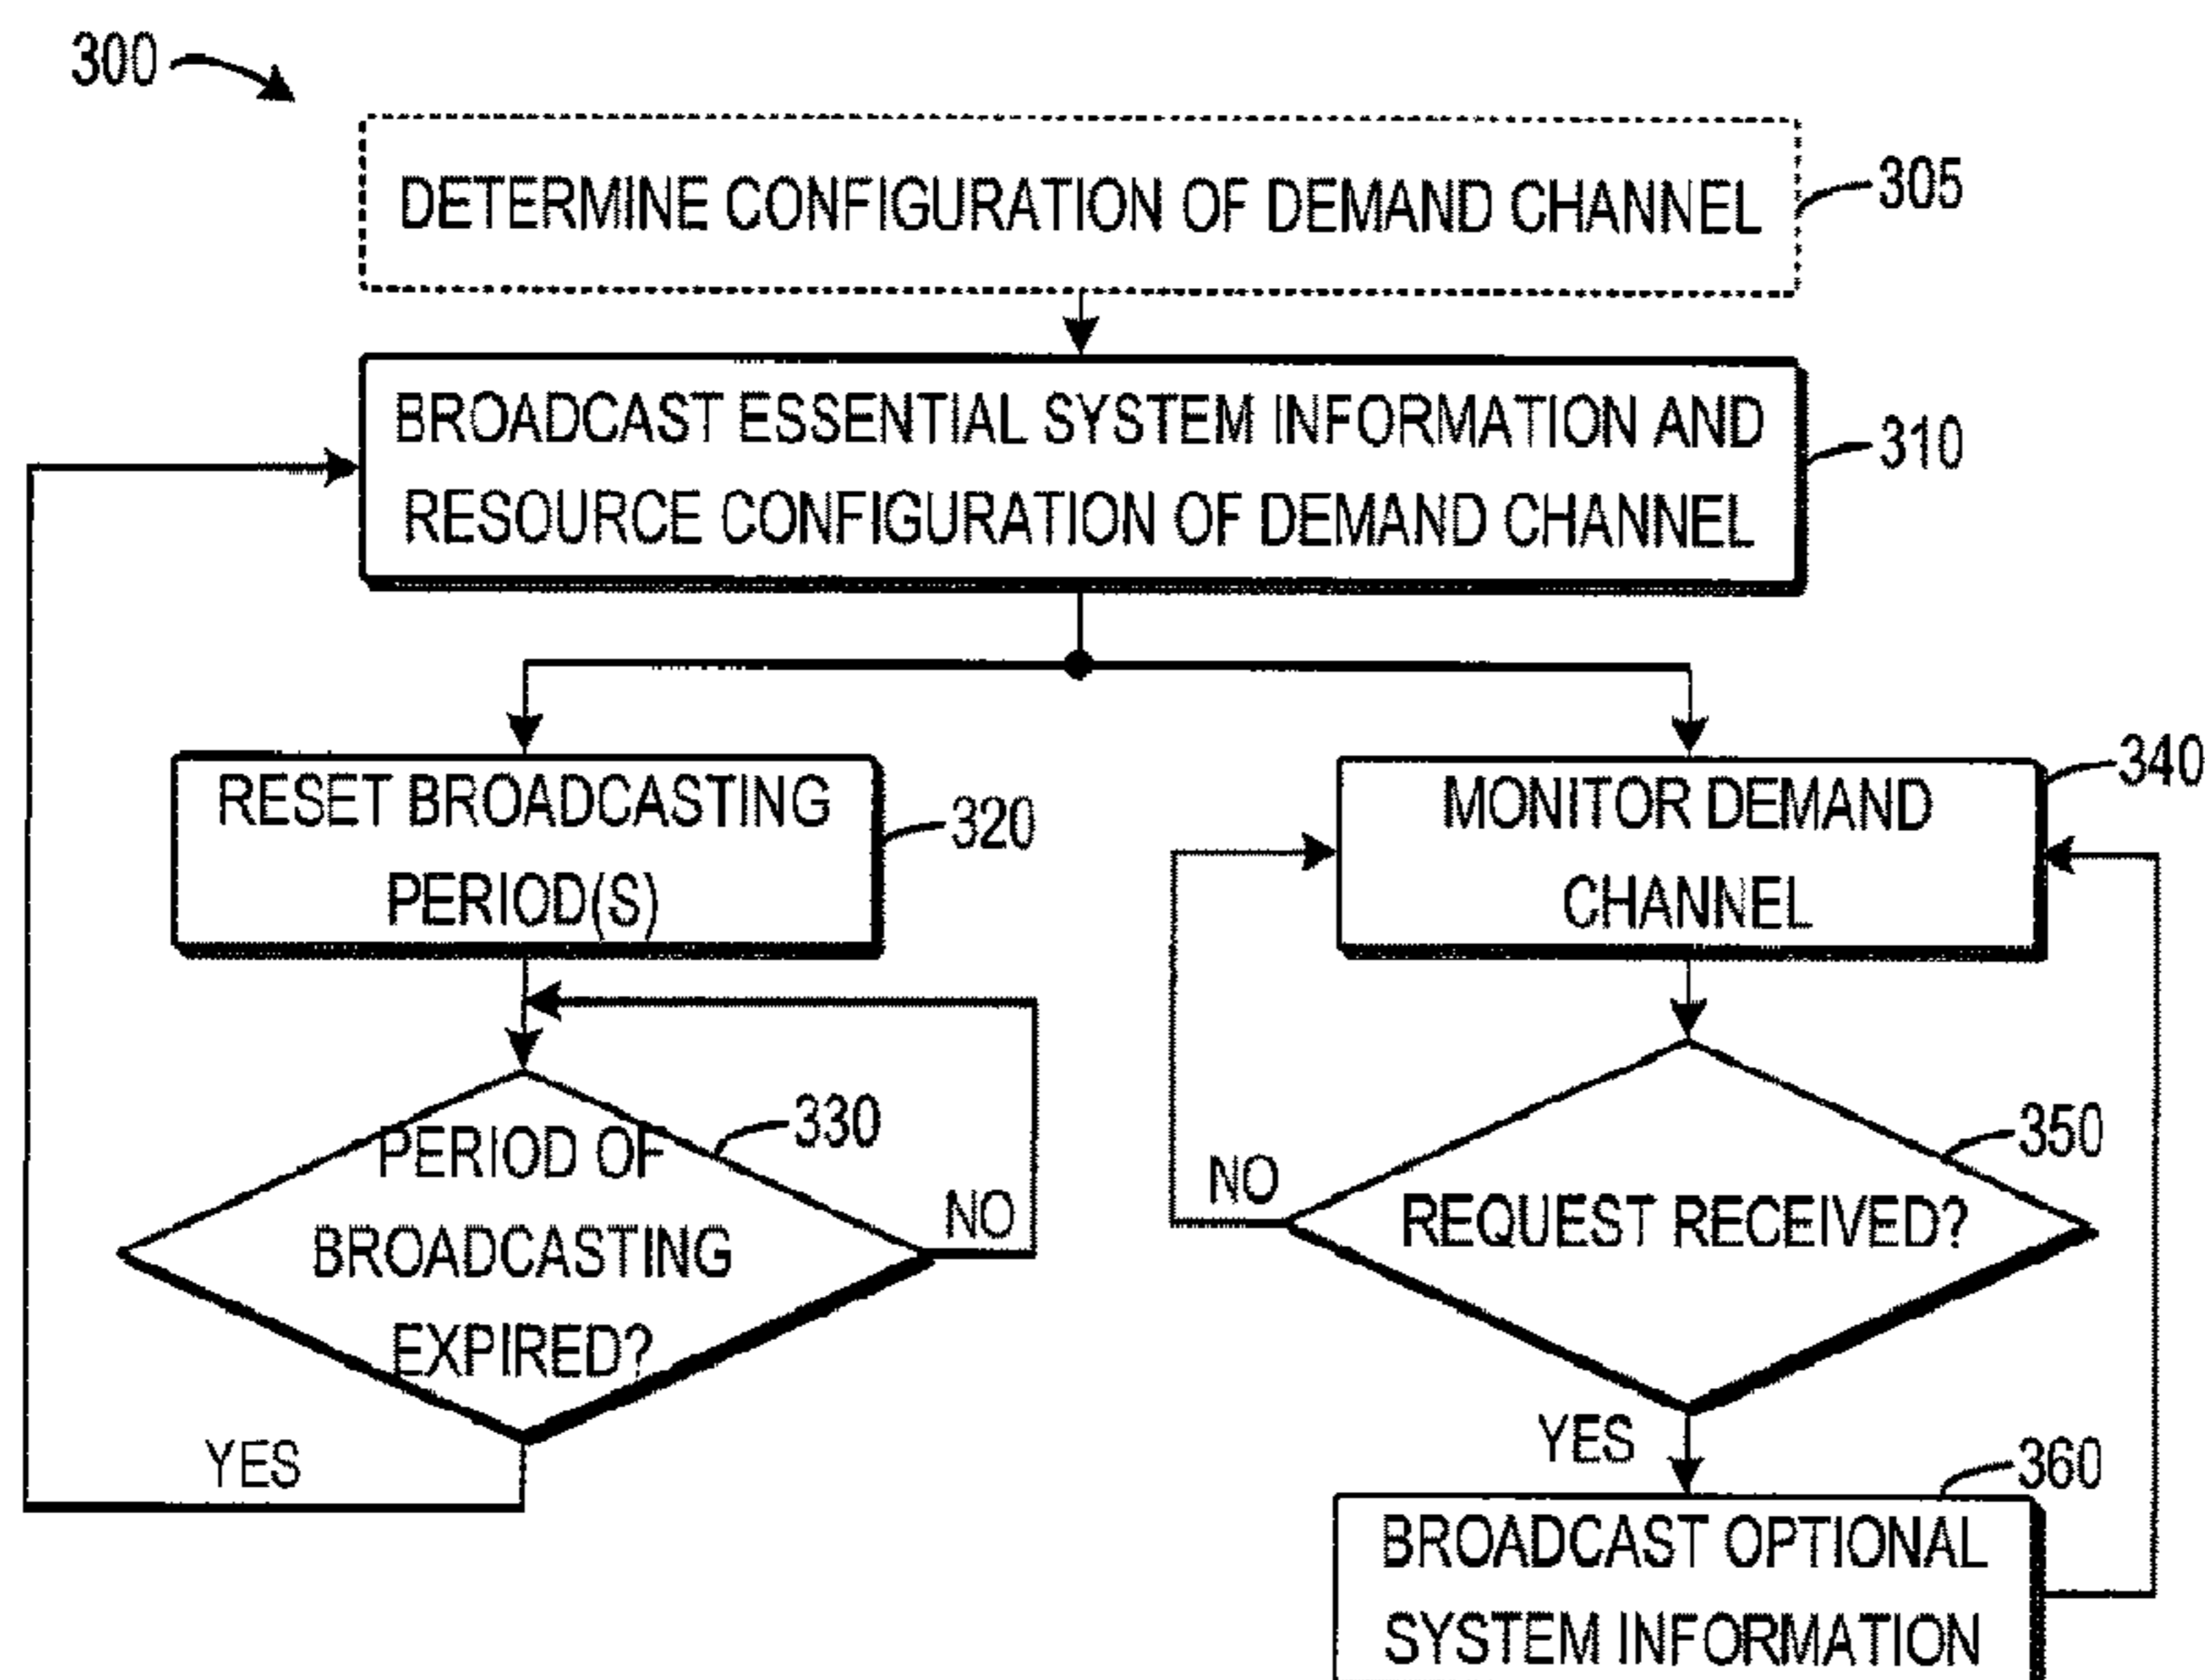 300
DETERMINE CONFIGURATION OF DEMAND CHANNEL
305
BROADCAST ESSENTIAL SYSTEM INFORMATION AND
RESOURCE CONFIGURATION OF DEMAND CHANNEL
310
RESET BROADCASTING
PERIOD(S)
320
MONITOR DEMAND
CHANNEL
340
PERIOD OF
BROADCASTING
EXPIRED?
330
NO
YES
REQUEST RECEIVED?
350
NO
YES
360
BROADCAST OPTIONAL
SYSTEM INFORMATION